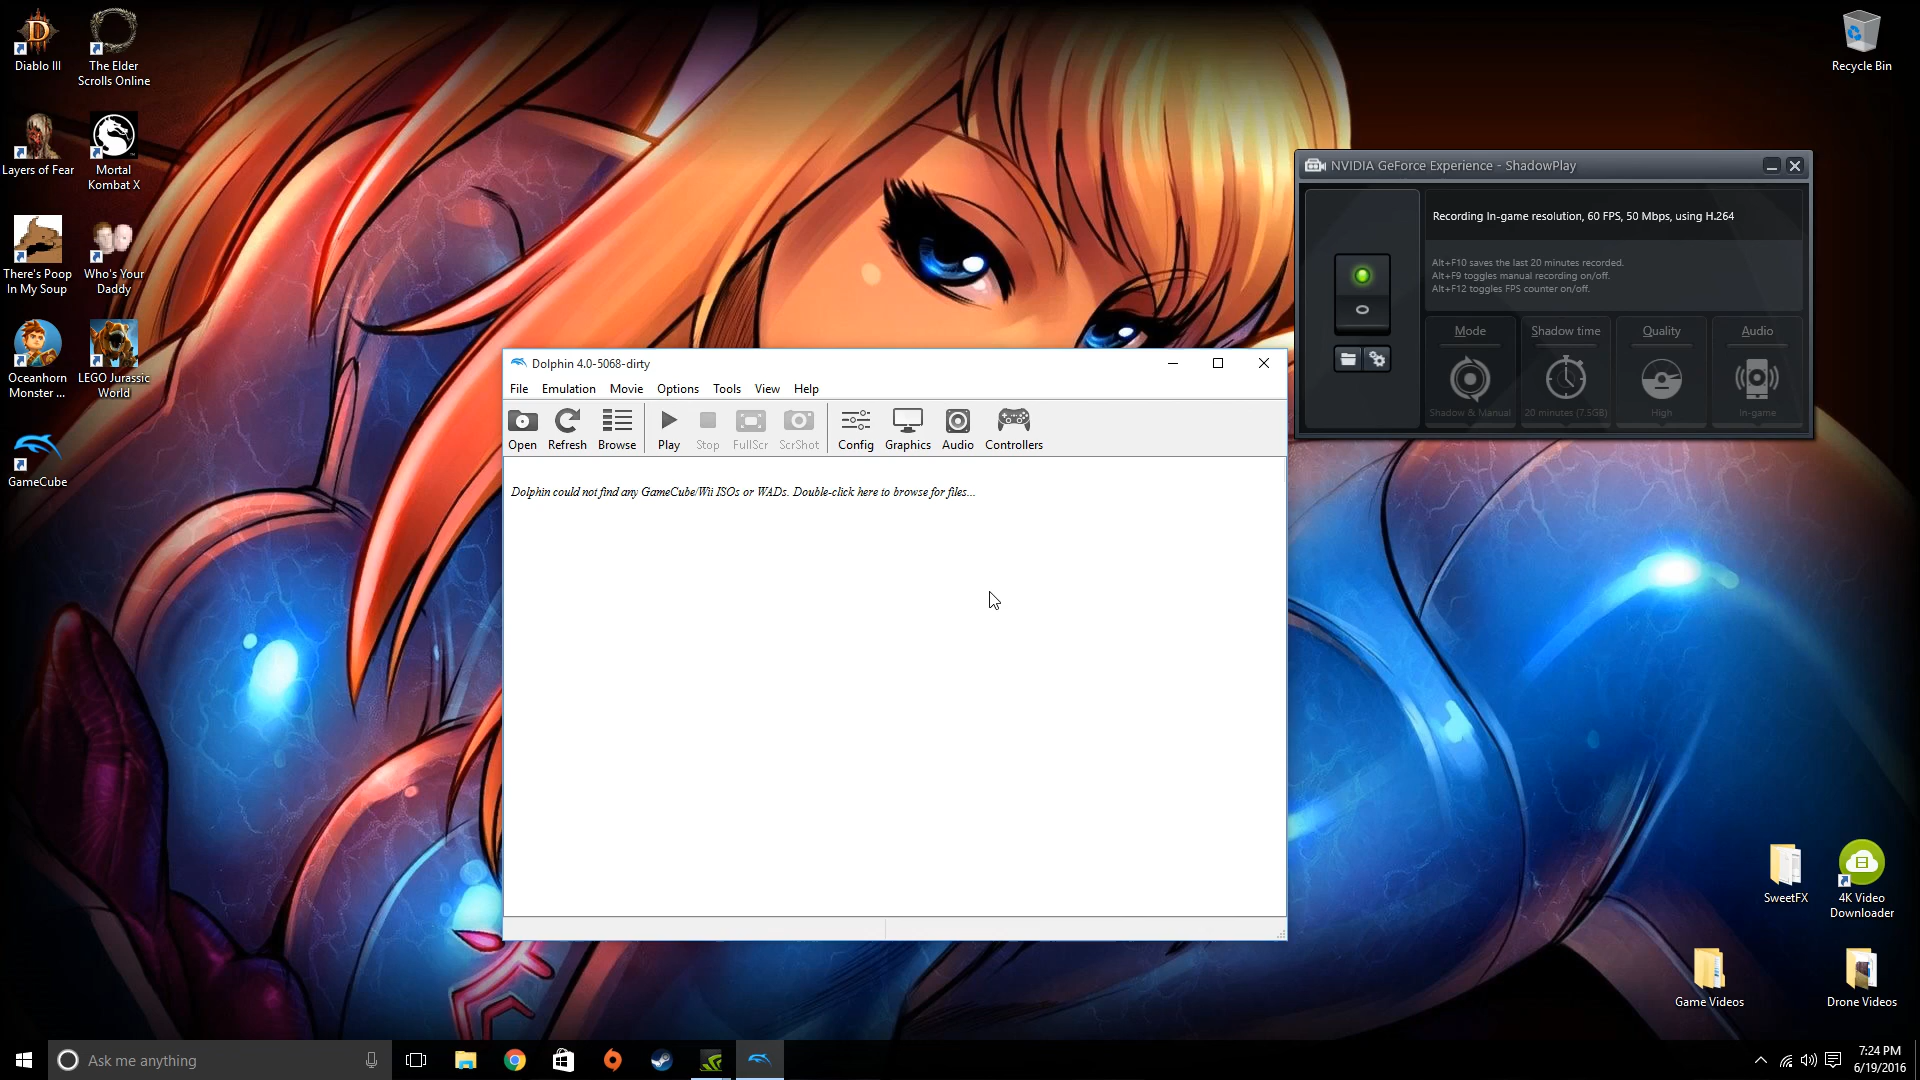 Diablo III
The Elder
Scrolls Online
Recycle Bin
Layers of Fear
Mortal
Kombat X
There's Poop
In My Soup
Who's Your
Daddy
Oceanhorn
Monster ...
LEGO Jurassic
World
GameCube
NVIDIA GeForce Experience - ShadowPlay
Recording In-game resolution, 60 FPS, 50 Mbps, using H.264
Alt+F10 saves the last 20 minutes recorded.
Alt+F9 toggles manual recording on/off.
Alt+F12 toggles FPS counter on/off.
Mode Shadow time Quality Audio
Shadow & Manual 20 minutes (7.5GB) High In-game
Dolphin 4.0-5068-dirty
File Emulation Movie Options Tools View Help
Open Refresh Browse Play Stop FullScr ScrShot Config Graphics Audio Controllers
Dolphin could not find any GameCube/Wii ISOs or WADs. Double-click here to browse for files...
SweetFX
4K Video
Downloader
Game Videos
Drone Videos
Ask me anything
7:24 PM
6/19/2016